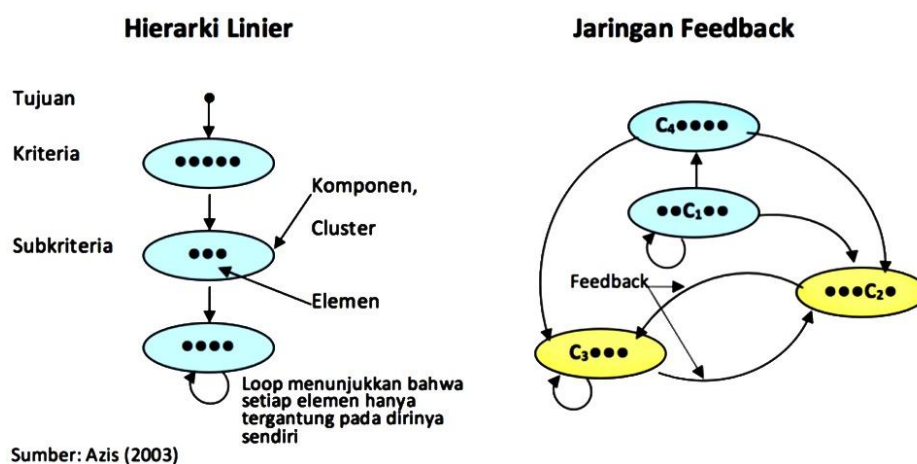 Hierarki Linier
Tujuan
Kriteria
Subkriteria
Komponen,
Cluster
Elemen
Loop menunjukkan bahwa
setiap elemen hanya
tergantung pada dirinya
sendiri
Sumber: Azis (2003)
Jaringan Feedback
C₄●●●●
●●C₁●●
Feedback
●●●C₂●
C₃●●●